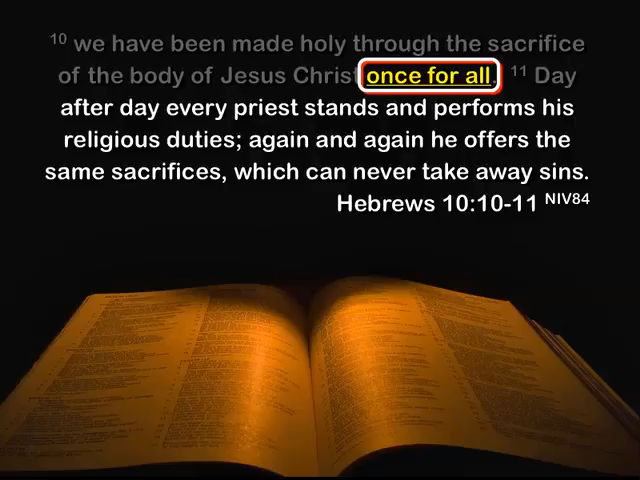 10 we have been made holy through the sacrifice
of the body of Jesus Christ once for all. 11 Day
after day every priest stands and performs his
religious duties; again and again he offers the
same sacrifices, which can never take away sins.
Hebrews 10:10-11 NIV84